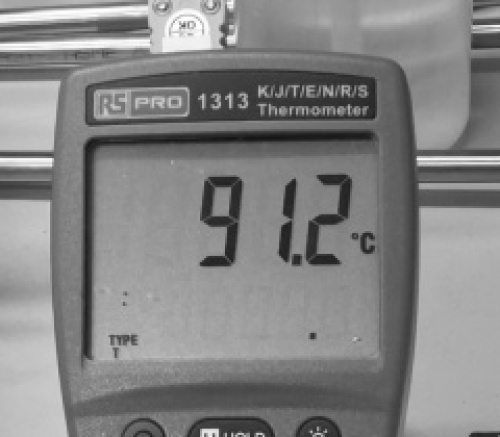 RS PRO 1313 K/J/T/E/N/R/S
Thermometer
91.2 °C
TYPE
T
HOLD